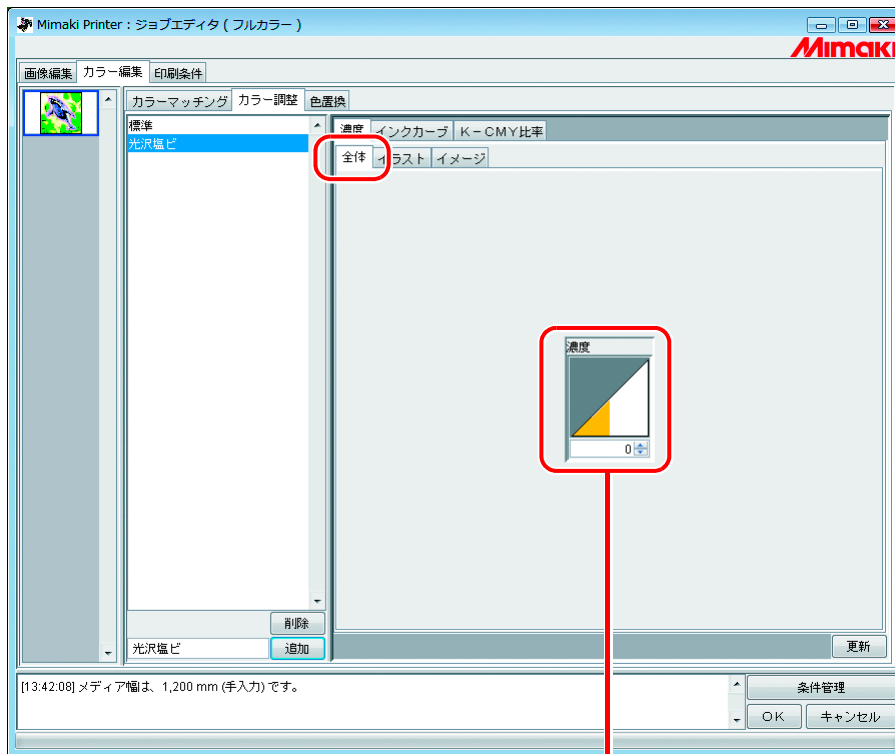 Mimaki Printer : ジョブエディタ ( フルカラー )
Mimaki
画像編集 カラー編集 印刷条件
カラーマッチング カラー調整 色置換
標準
光沢塩ビ
濃度 インクカーブ K-CMY比率
全体 イラスト イメージ
濃度
0
削除
光沢塩ビ 追加
更新
[13:42:08] メディア幅は、1,200 mm (手入力) です。
条件管理
OK キャンセル